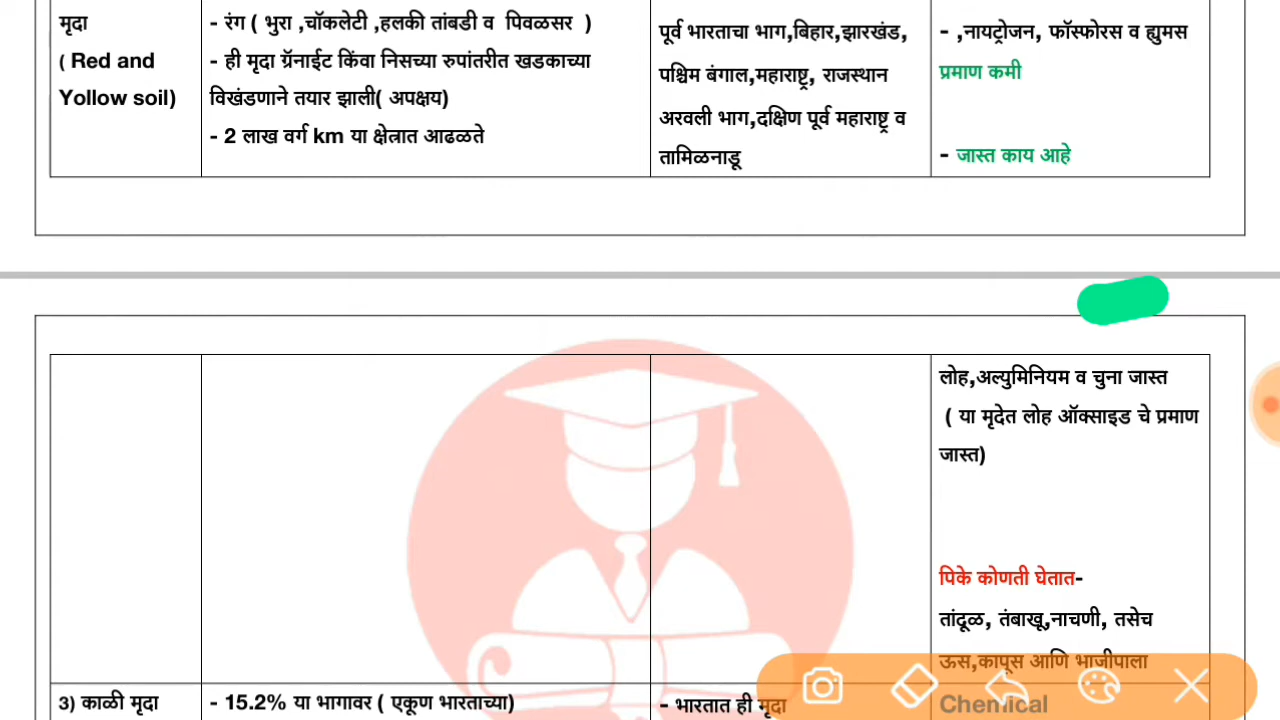 मृदा
( Red and
Yollow soil)
- रंग ( भुरा ,चॉकलेटी ,हलकी तांबडी व पिवळसर )
- ही मृदा ग्रॅनाईट किंवा निसच्या रुपांतरीत खडकाच्या
विखंडणाने तयार झाली( अपक्षय)
- 2 लाख वर्ग km या क्षेत्रात आढळते
पूर्व भारताचा भाग,बिहार,झारखंड,
पश्चिम बंगाल,महाराष्ट्र, राजस्थान
अरवली भाग,दक्षिण पूर्व महाराष्ट्र व
तामिळनाडू
- ,नायट्रोजन, फॉस्फोरस व ह्युमस
प्रमाण कमी
- जास्त काय आहे
लोह,अल्युमिनियम व चुना जास्त
( या मृदेत लोह ऑक्साइड चे प्रमाण
जास्त)
पिके कोणती घेतात-
तांदूळ, तंबाखू,नाचणी, तसेच
ऊस,कापूस आणि भाजीपाला
3) काळी मृदा
- 15.2% या भागावर ( एकूण भारताच्या)
- भारतात ही मृदा
Chemical